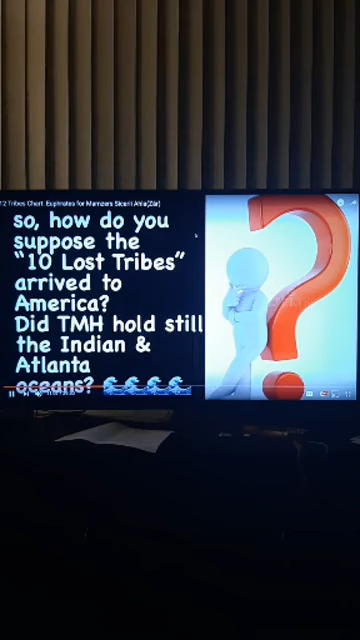 12 Tribes Chart: Euphrates for Mamzers Sicarii Ahla(Zilar)
so, how do you
suppose the
"10 Lost Tribes"
arrived to
America?
Did TMH hold still
the Indian &
Atlanta
oceans?